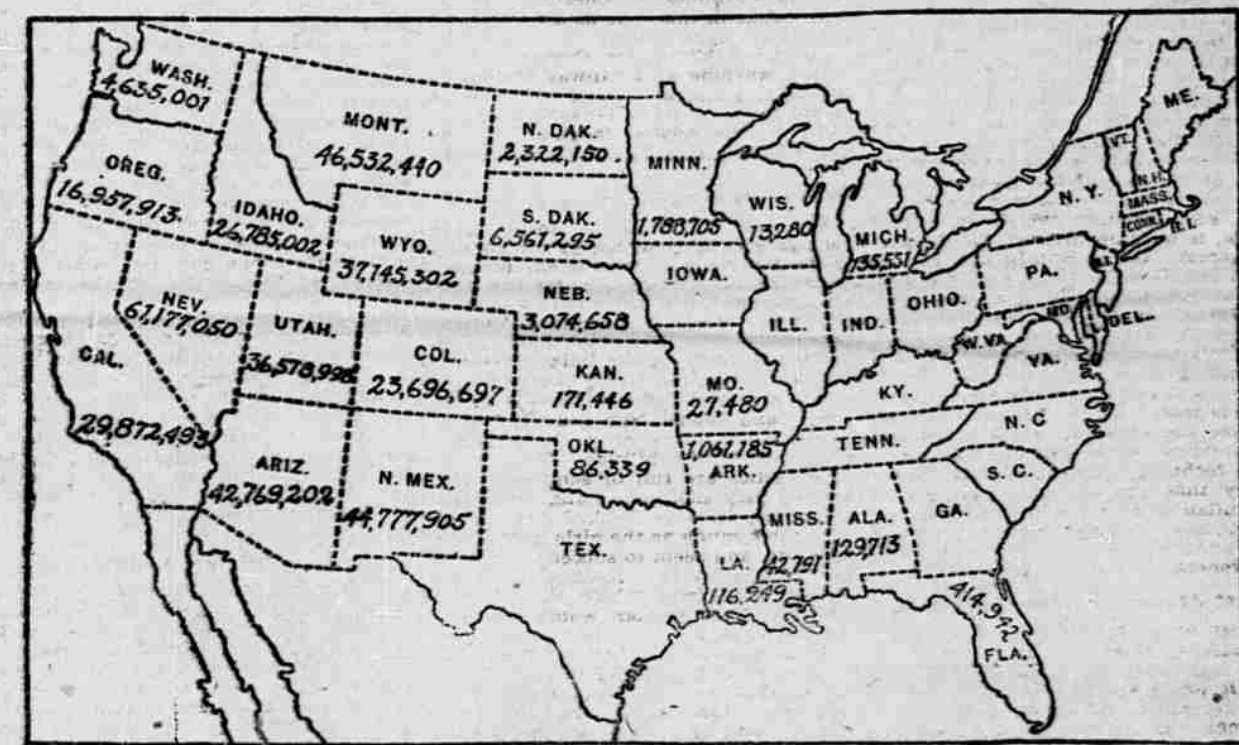 WASH.
4,635,001
MONT.
46,532,440
N. DAK.
2,322,150
MINN.
1,788,705
ME.
VT.
N.H.
MASS.
CONN.
R.I.
N. Y.
OREG.
16,957,913
IDAHO.
26,785,002
WYO.
37,145,302
S. DAK.
6,561,295
WIS.
13280
MICH.
135,551
IOWA.
NEB.
3,074,658
PA.
N.J.
OHIO.
IND.
ILL.
MD.
DEL.
W.VA.
VA.
NEV.
61,177,050
UTAH.
36,578,998
COL.
23,696,697
CAL.
29,872,493
KAN.
171,446
MO.
27,480
KY.
N. C
TENN.
S. C.
ARIZ.
42,769,202
N. MEX.
44,777,905
OKL.
86,339
1,061,785
ARK.
TEX.
LA.
116,249
MISS.
42,791
ALA.
129,713
GA.
414,942
FLA.